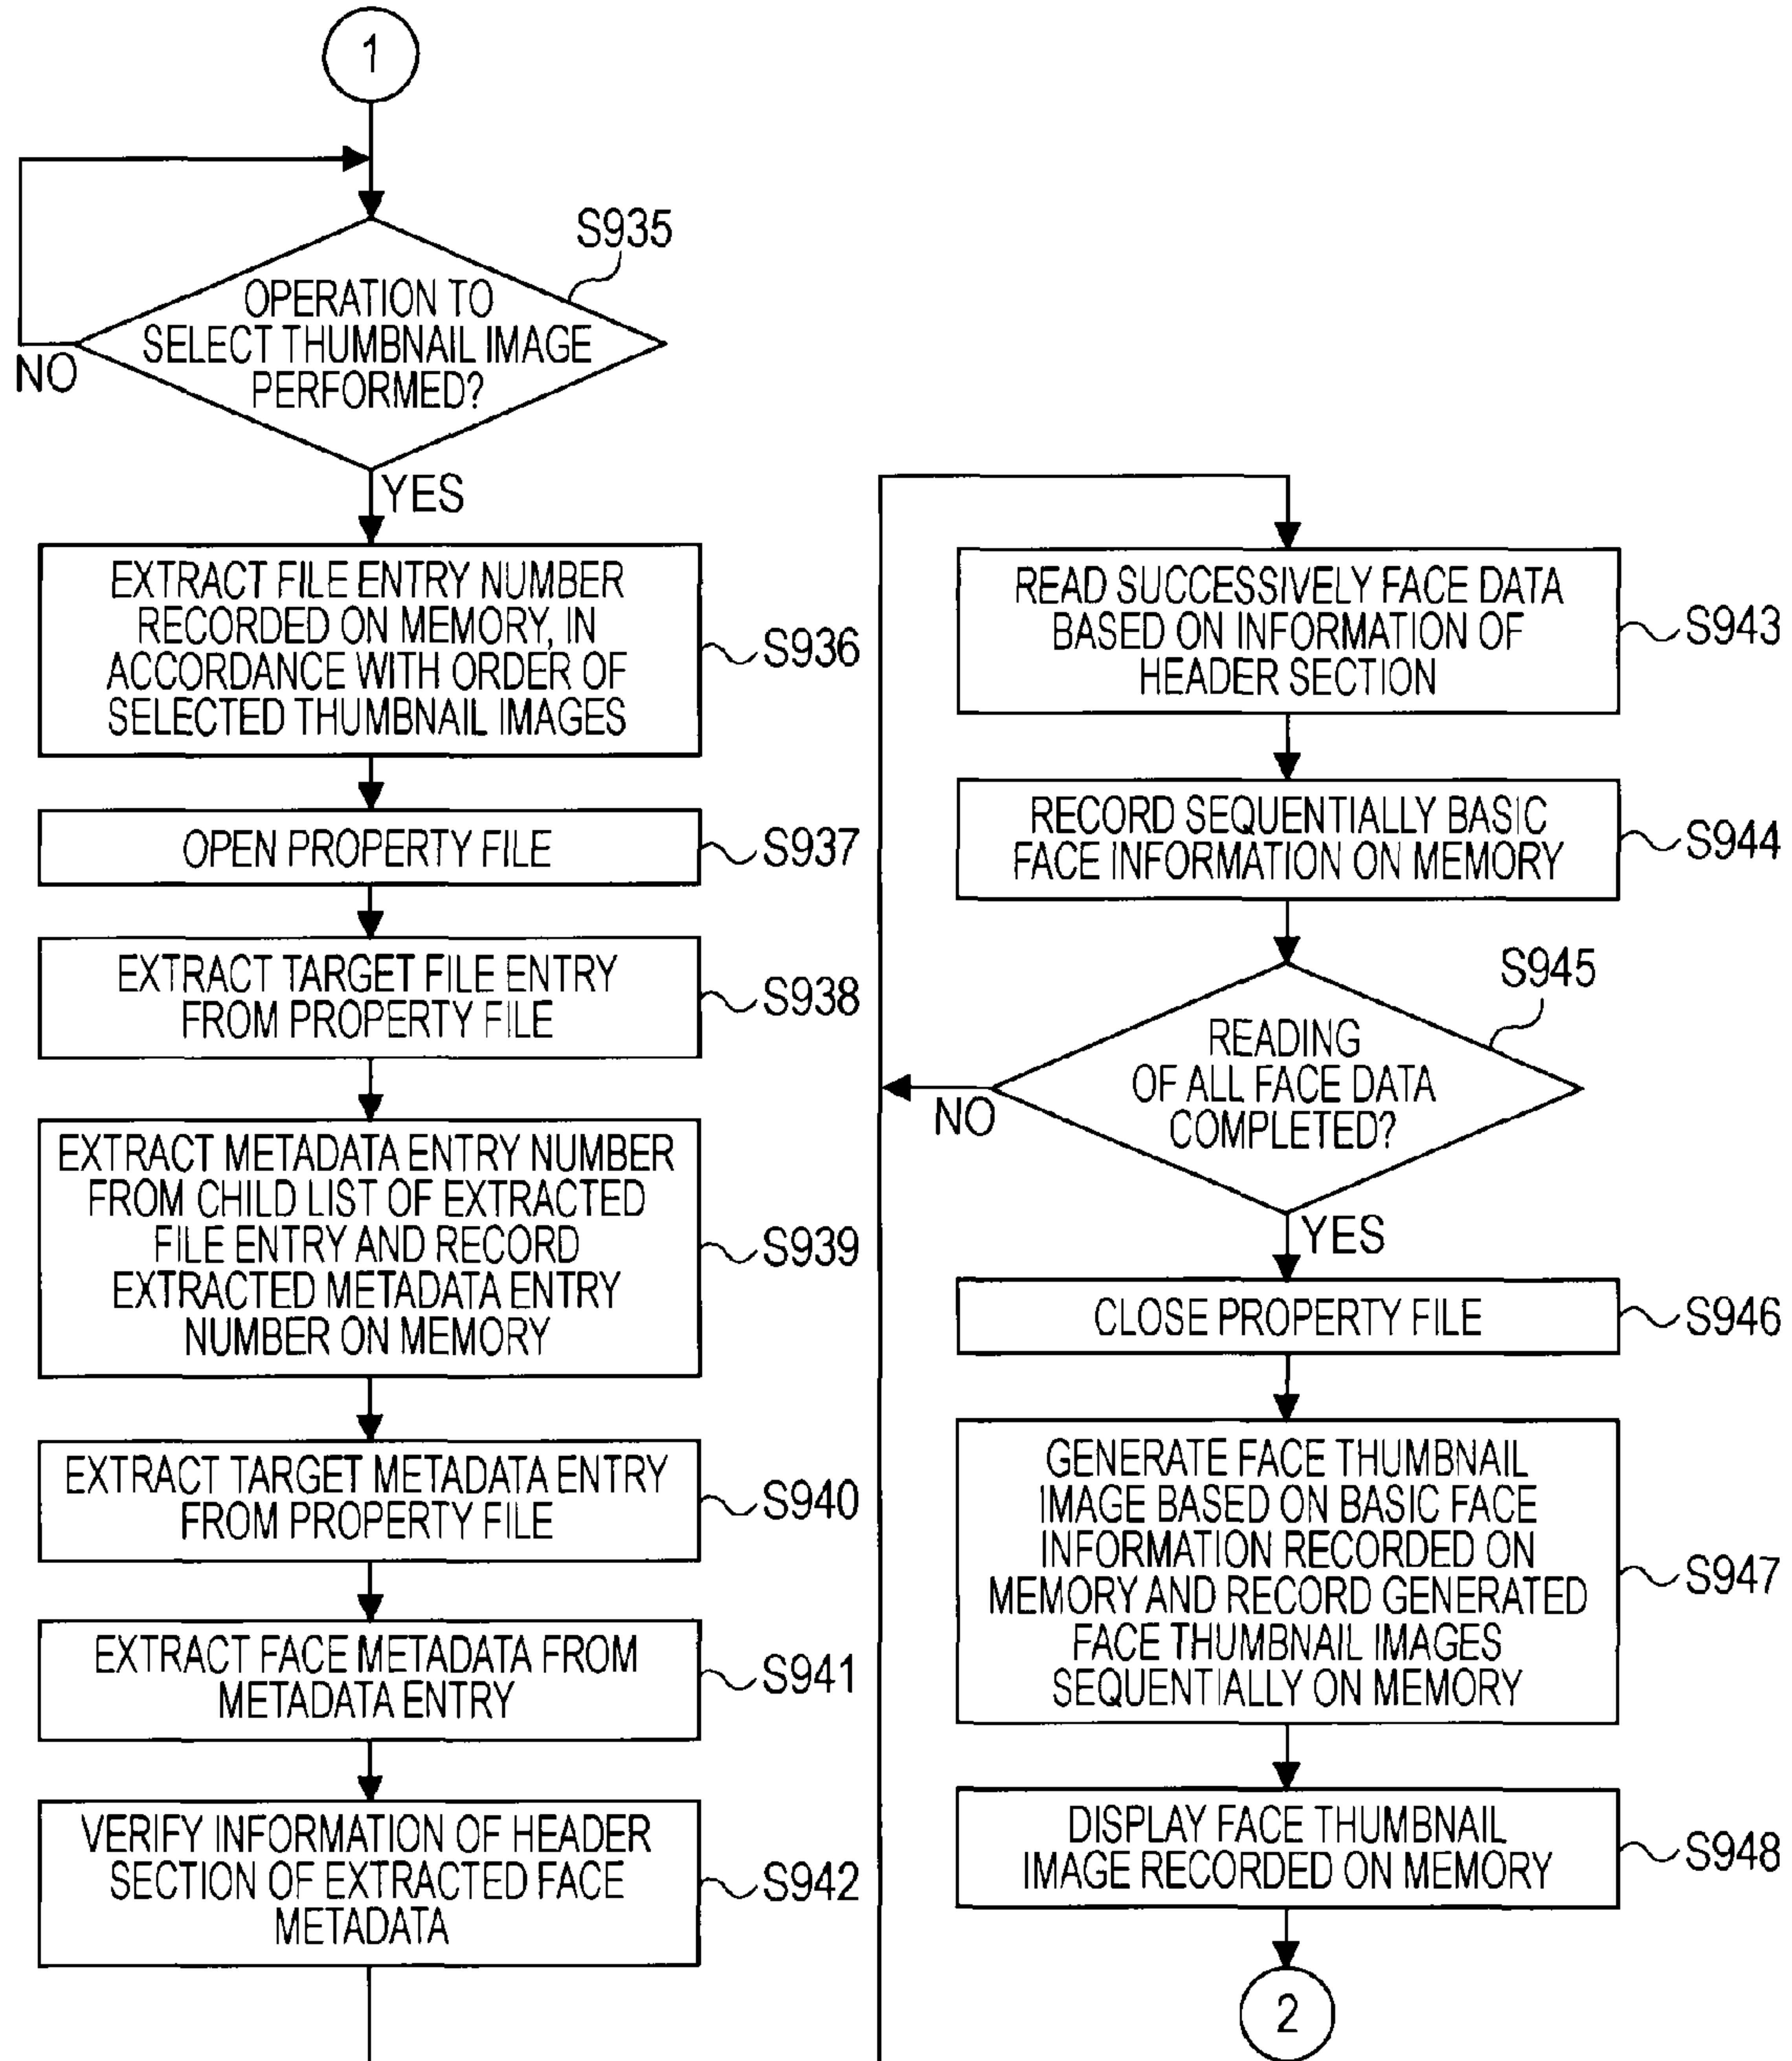 1
S935
OPERATION TO
SELECT THUMBNAIL IMAGE
PERFORMED?
NO
YES
EXTRACT FILE ENTRY NUMBER
RECORDED ON MEMORY, IN
ACCORDANCE WITH ORDER OF
SELECTED THUMBNAIL IMAGES
S936
OPEN PROPERTY FILE
S937
EXTRACT TARGET FILE ENTRY
FROM PROPERTY FILE
S938
EXTRACT METADATA ENTRY NUMBER
FROM CHILD LIST OF EXTRACTED
FILE ENTRY AND RECORD
EXTRACTED METADATA ENTRY
NUMBER ON MEMORY
S939
EXTRACT TARGET METADATA ENTRY
FROM PROPERTY FILE
S940
EXTRACT FACE METADATA FROM
METADATA ENTRY
S941
VERIFY INFORMATION OF HEADER
SECTION OF EXTRACTED FACE
METADATA
S942
READ SUCCESSIVELY FACE DATA
BASED ON INFORMATION OF
HEADER SECTION
S943
RECORD SEQUENTIALLY BASIC
FACE INFORMATION ON MEMORY
S944
S945
READING
OF ALL FACE DATA
COMPLETED?
NO
YES
CLOSE PROPERTY FILE
S946
GENERATE FACE THUMBNAIL
IMAGE BASED ON BASIC FACE
INFORMATION RECORDED ON
MEMORY AND RECORD GENERATED
FACE THUMBNAIL IMAGES
SEQUENTIALLY ON MEMORY
S947
DISPLAY FACE THUMBNAIL
IMAGE RECORDED ON MEMORY
S948
2